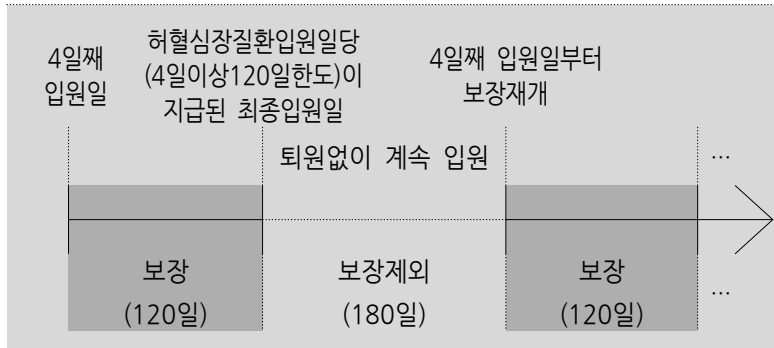 4일째
입원일
허혈심장질환입원일당
(4일이상120일한도)이
지급된 최종입원일
4일째 입원일부터
보장재개
퇴원없이 계속 입원
...
보장
(120일)
보장제외
(180일)
보장
(120일)
...